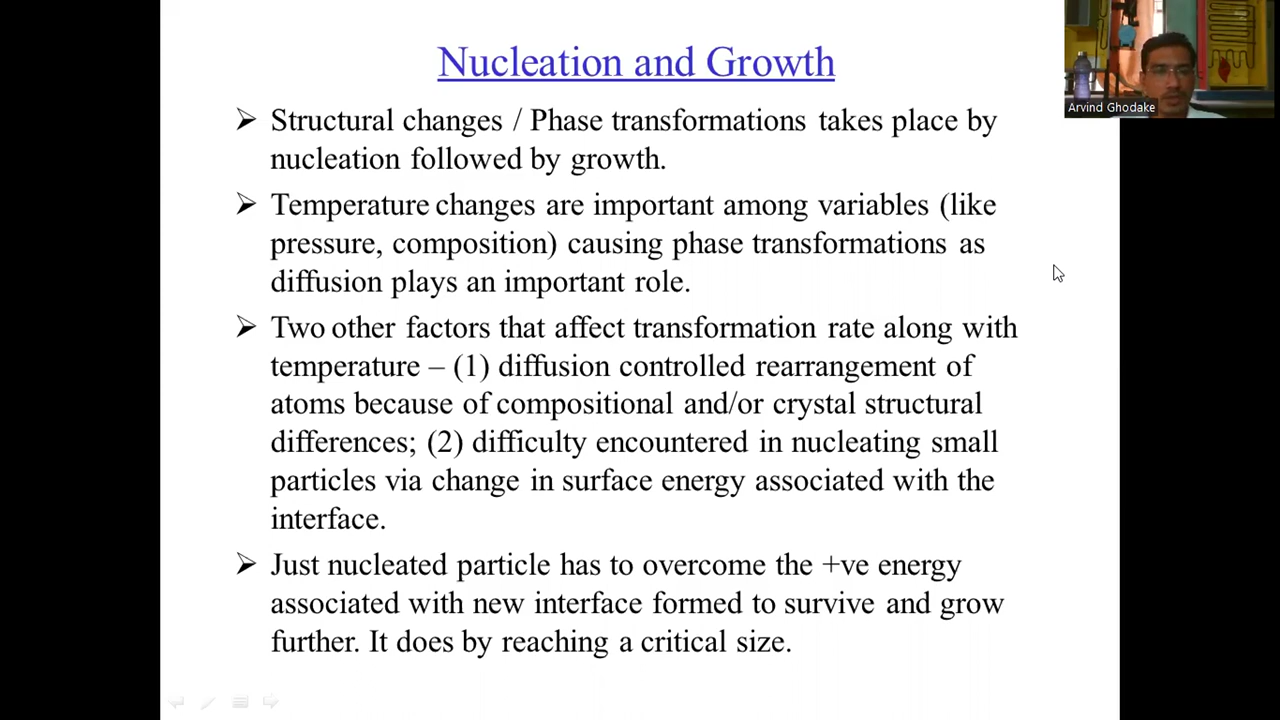 Nucleation and Growth
Arvind Ghodake
➢ Structural changes / Phase transformations takes place by
nucleation followed by growth.
➢ Temperature changes are important among variables (like
pressure, composition) causing phase transformations as
diffusion plays an important role.
➢ Two other factors that affect transformation rate along with
temperature – (1) diffusion controlled rearrangement of
atoms because of compositional and/or crystal structural
differences; (2) difficulty encountered in nucleating small
particles via change in surface energy associated with the
interface.
➢ Just nucleated particle has to overcome the +ve energy
associated with new interface formed to survive and grow
further. It does by reaching a critical size.